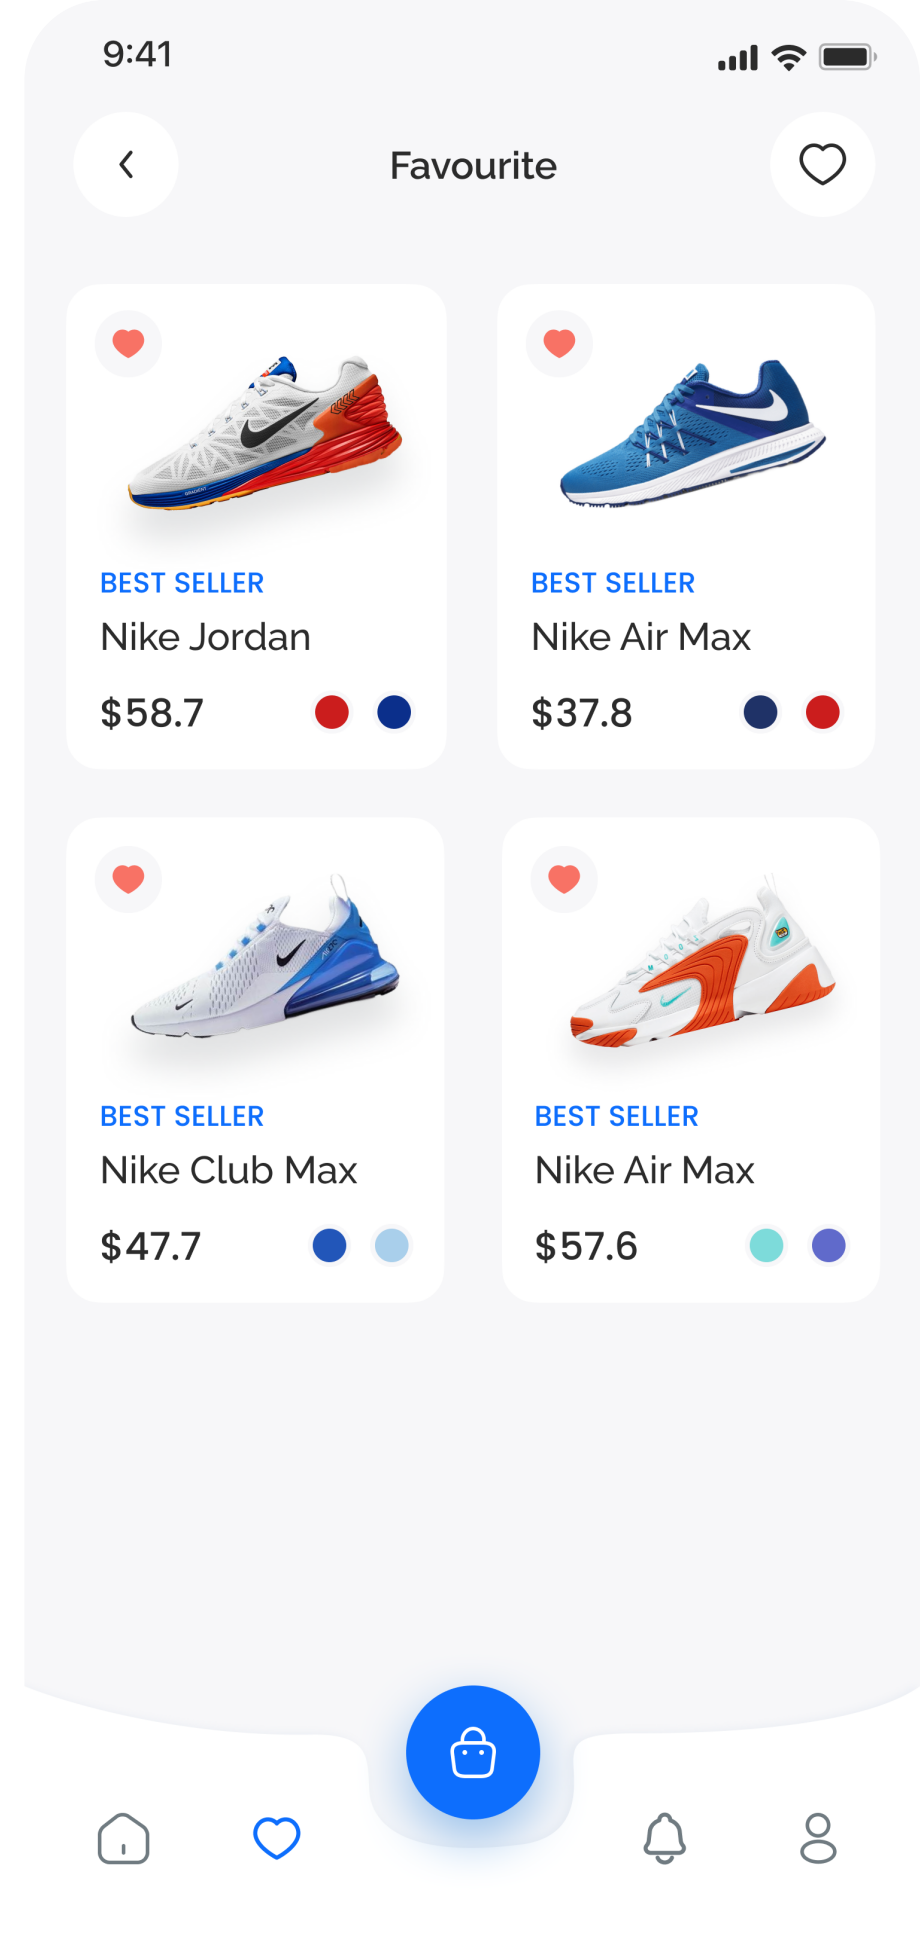 9:41
Favourite
GRADIENT
BEST SELLER
Nike Jordan
$58.7
BEST SELLER
Nike Air Max
$37.8
BEST SELLER
Nike Club Max
$47.7
BEST SELLER
Nike Air Max
$57.6